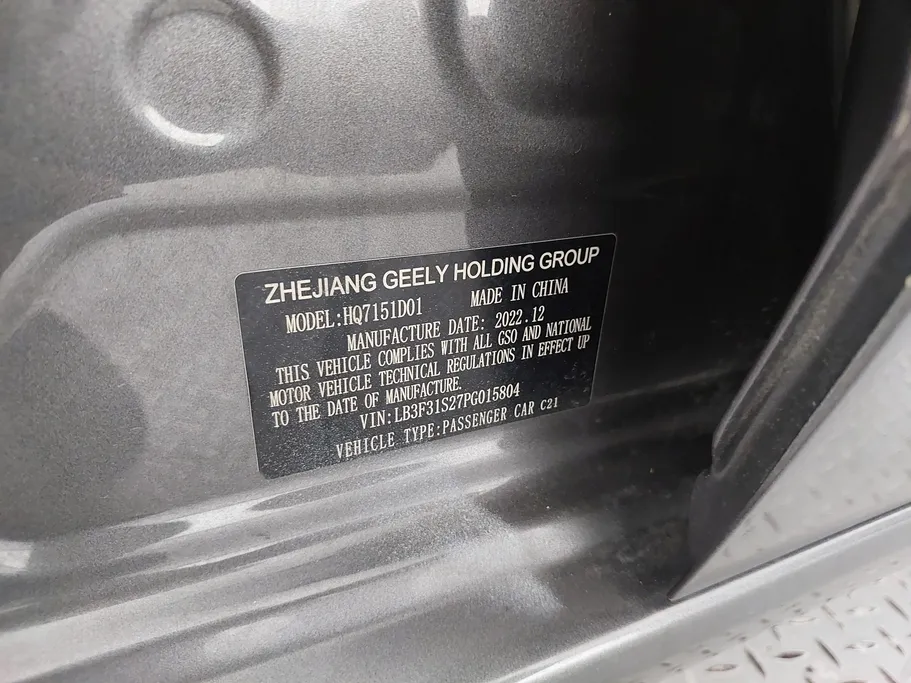 ZHEJIANG GEELY HOLDING GROUP
MODEL:HQ7151D01 MADE IN CHINA
MANUFACTURE DATE: 2022.12
THIS VEHICLE COMPLIES WITH ALL GSO AND NATIONAL
MOTOR VEHICLE TECHNICAL REGULATIONS IN EFFECT UP
TO THE DATE OF MANUFACTURE.
VIN:LB3F31S27PG015804
VEHICLE TYPE:PASSENGER CAR C21